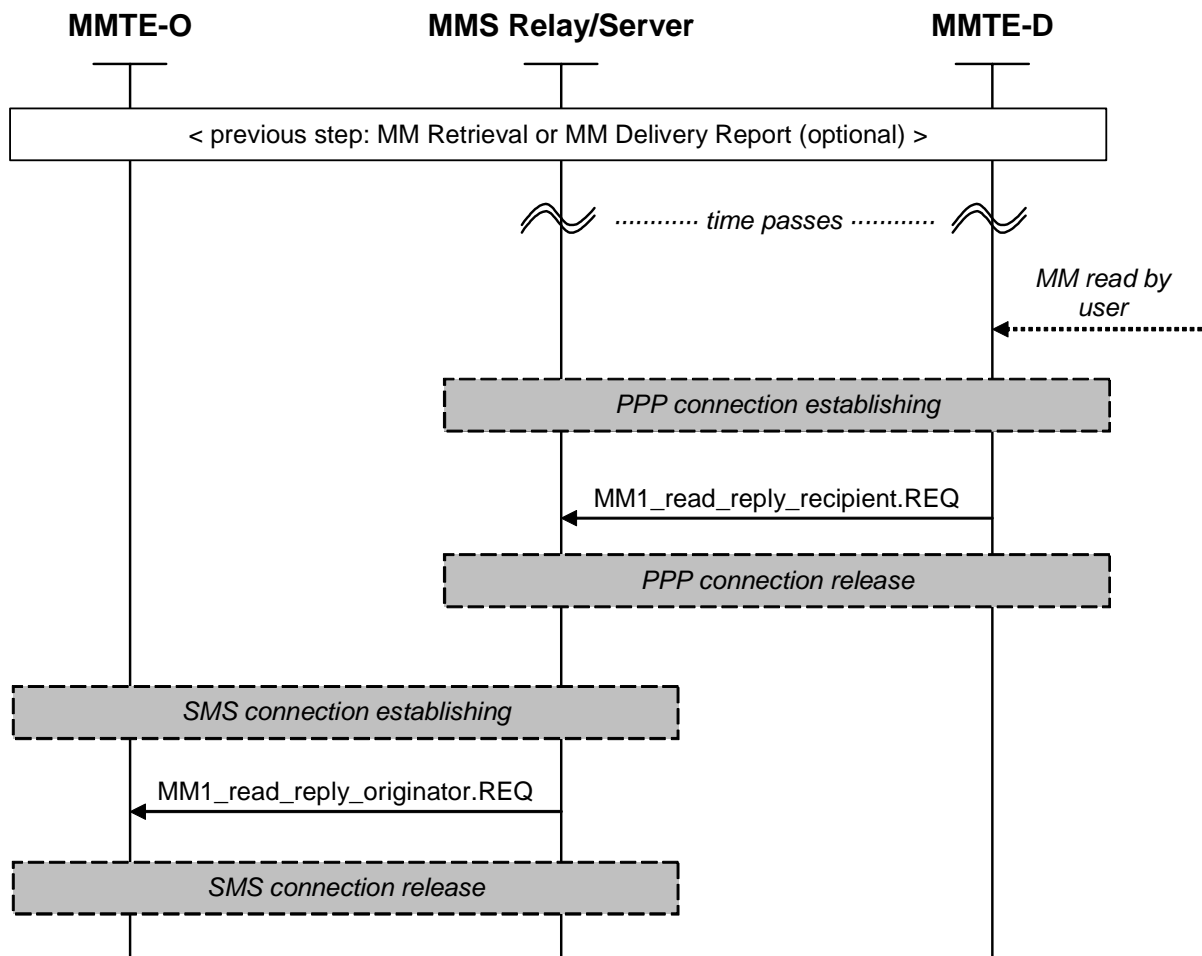 MMTE-O MMS Relay/Server MMTE-D
< previous step: MM Retrieval or MM Delivery Report (optional) >
············ time passes ············
MM read by
user
PPP connection establishing
MM1_read_reply_recipient.REQ
PPP connection release
SMS connection establishing
MM1_read_reply_originator.REQ
SMS connection release